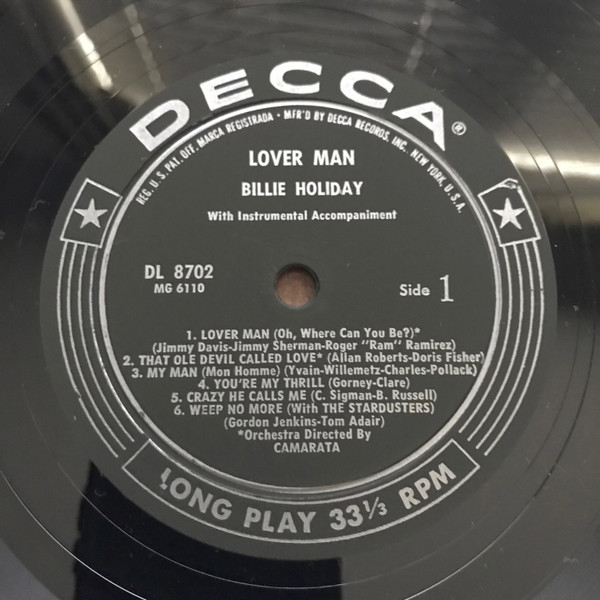 DECCA®
REG. U.S. PAT. OFF. MARCA REGISTRADA • MFR'D BY DECCA RECORDS, INC., NEW YORK, U.S.A.
LOVER MAN
BILLIE HOLIDAY
With Instrumental Accompaniment
DL 8702
MG 6110
Side 1
1. LOVER MAN (Oh, Where Can You Be?)*
(Jimmy Davis-Jimmy Sherman-Roger "Ram" Ramirez)
2. THAT OLE DEVIL CALLED LOVE* (Allan Roberts-Doris Fisher)
3. MY MAN (Mon Homme) (Yvain-Willemetz-Charles-Pollack)
4. YOU'RE MY THRILL (Gorney-Clare)
5. CRAZY HE CALLS ME (C. Sigman-B. Russell)
6. WEEP NO MORE (With THE STARDUSTERS)
(Gordon Jenkins-Tom Adair)
*Orchestra Directed By
CAMARATA
LONG PLAY 33⅓ RPM